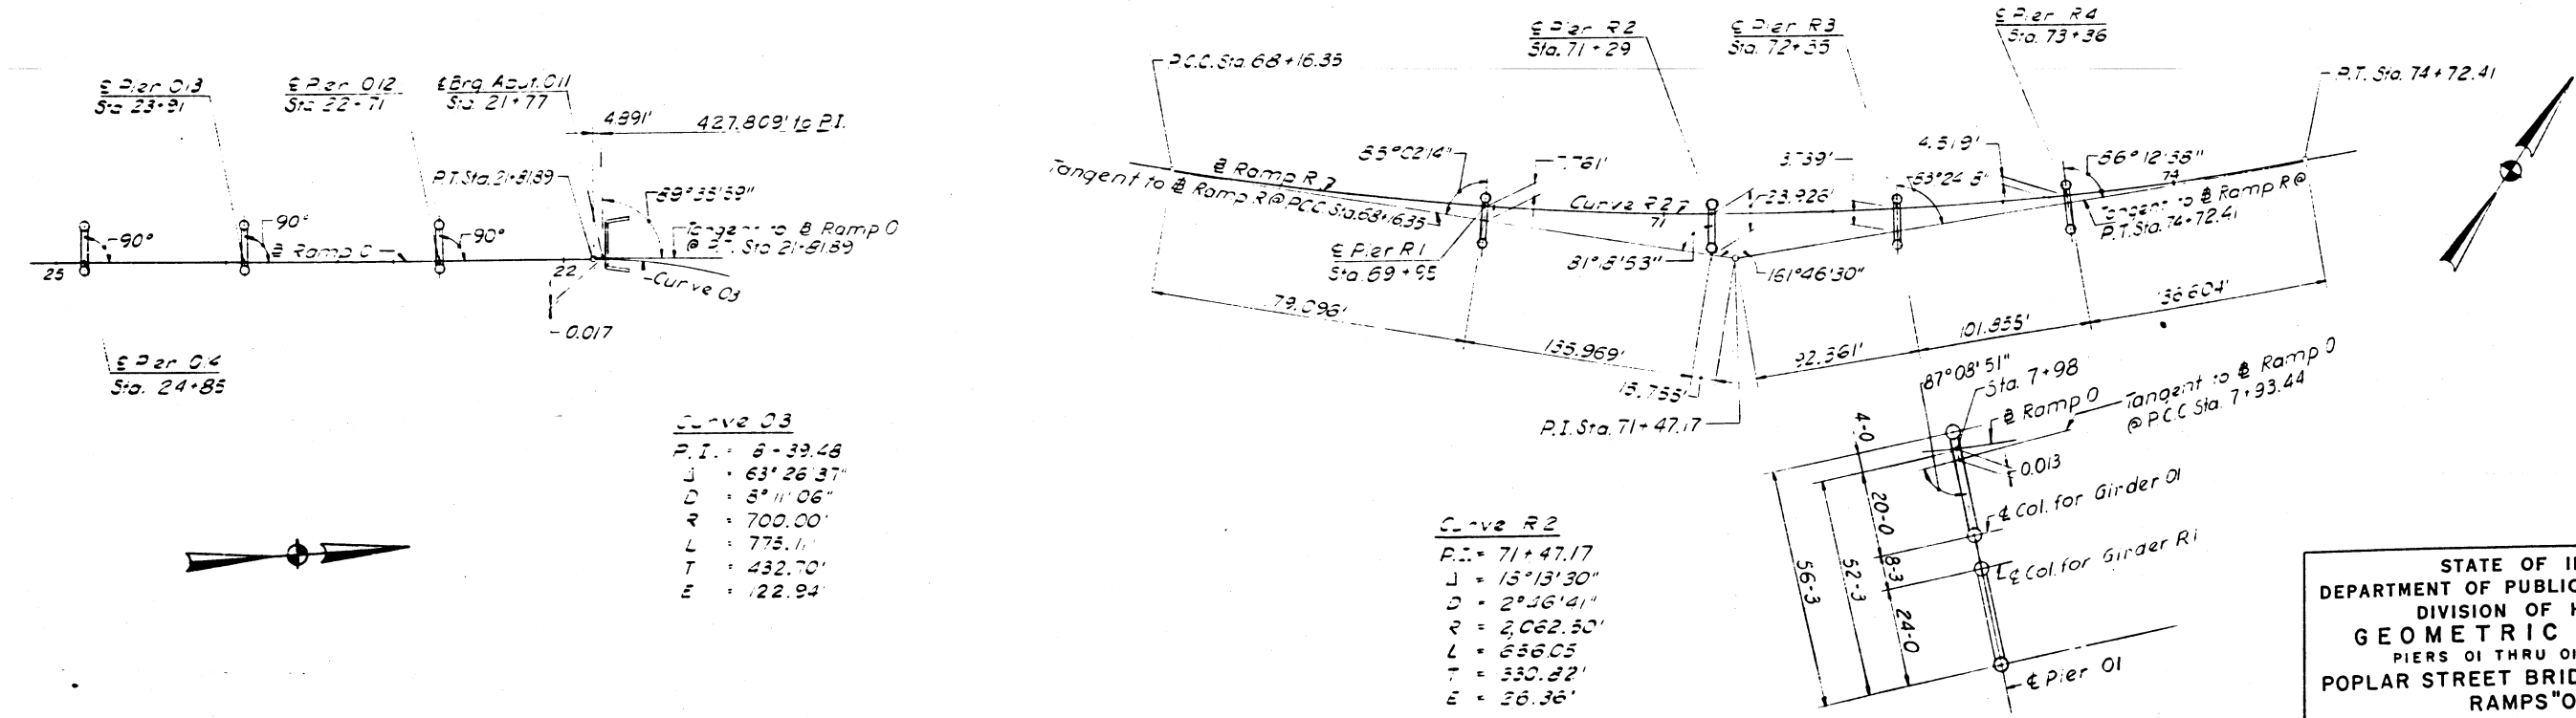 ℄ Pier O13
Sta. 23+91
℄ Pier O12
Sta. 22+71
℄ Brg. Abut. O11
Sta. 21+77
4.891'
427.809' to P.I.
P.T. Sta. 21+81.89
89°35'59"
90°
90°
90°
Tangent to ⅊ Ramp O
@ P.T. Sta. 21+81.89
⅊ Ramp O
25
22
Curve O3
0.017
℄ Pier O14
Sta. 24+85
Curve O3
P.I. = 8+39.48
Δ = 63°26'37"
D = 8°11'06"
R = 700.00'
L = 775.11'
T = 432.70'
E = 122.94'
P.C.C. Sta. 68+16.35
℄ Pier R2
Sta. 71+29
℄ Pier R3
Sta. 72+35
℄ Pier R4
Sta. 73+36
P.T. Sta. 74+72.41
85°02'14"
4.519'
86°12'38"
⅊ Ramp R
Tangent to ⅊ Ramp R @ P.C.C. Sta. 68+16.35
Curve R2
71
23.926'
74
Tangent to ⅊ Ramp R @
P.T. Sta. 74+72.41
℄ Pier R1
Sta. 69+95
81°18'53"
161°46'30"
135.969'
92.361'
101.855'
136.604'
15.755'
P.I. Sta. 71+47.17
87°08'51"
Sta. 7+98
⅊ Ramp O
Tangent to ⅊ Ramp O
@ P.C.C. Sta. 7+93.44
4-0
0.013
20-0
℄ Col. for Girder O1
8-3
℄ Col. for Girder R1
56-3
52-3
24-0
℄ Pier O1
Curve R2
P.I. = 71+47.17
Δ = 18°13'30"
D = 2°46'41"
R = 2,062.50'
L = 656.05
T = 330.82'
E = 26.36'
STATE OF
DEPARTMENT OF PUBLIC
DIVISION OF
GEOMETRIC
PIERS O1 THRU
POPLAR STREET
RAMPS "O